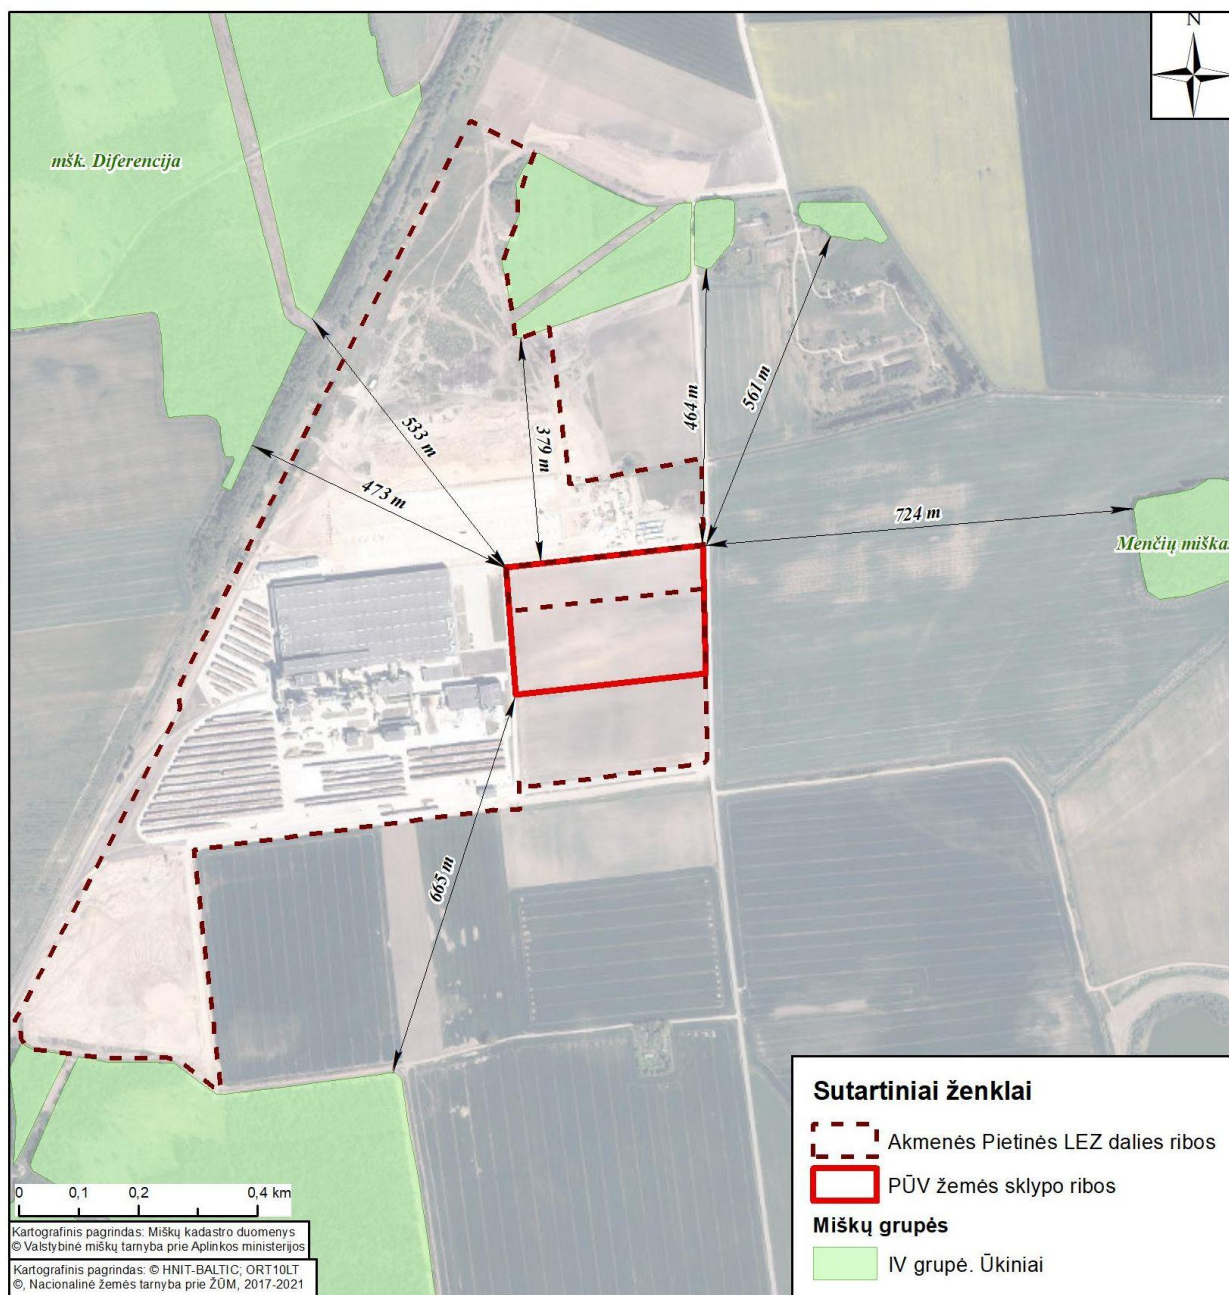 N
mšk. Diferencija
533 m
473 m
379 m
464 m
561 m
724 m
Menčių miškas
665 m
Sutartiniai ženklai
Akmenės Pietinės LEZ dalies ribos
PŪV žemės sklypo ribos
Miškų grupės
IV grupė. Ūkiniai
0 0,1 0,2 0,4 km
Kartografinis pagrindas: Miškų kadastro duomenys
© Valstybinė miškų tarnyba prie Aplinkos ministerijos
Kartografinis pagrindas: © HNIT-BALTIC; ORT10LT
©, Nacionalinė žemės tarnyba prie ŽŪM, 2017-2021